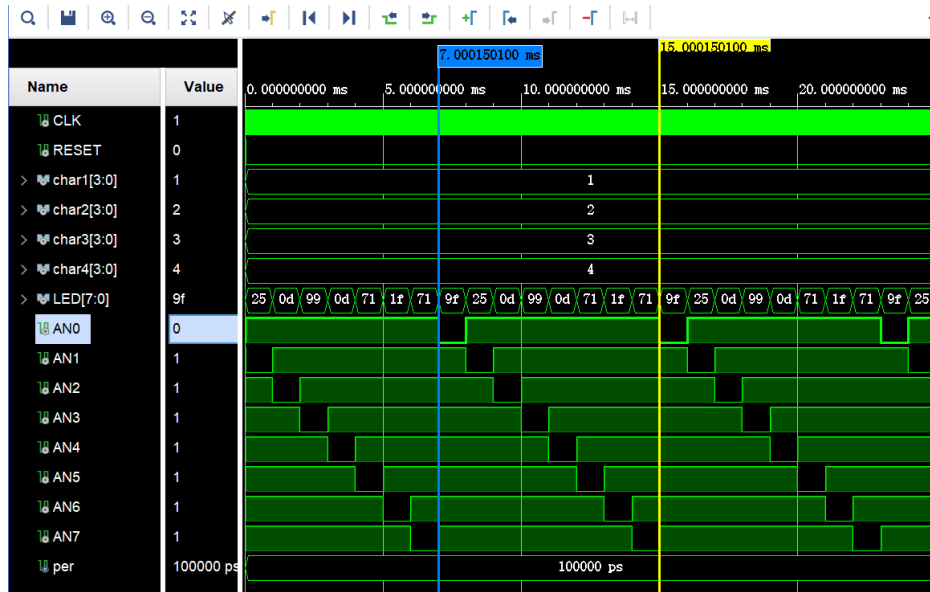 7.000150100 ms
15.000150100 ms
Name Value 0.000000000 ms 5.000000000 ms 10.000000000 ms 15.000000000 ms 20.000000000 ms
CLK 1
RESET 0
char1[3:0] 1 1
char2[3:0] 2 2
char3[3:0] 3 3
char4[3:0] 4 4
LED[7:0] 9f 25 0d 99 0d 71 1f 71 9f 25 0d 99 0d 71 1f 71 9f 25 0d 99 0d 71 1f 71 9f 25
AN0 0
AN1 1
AN2 1
AN3 1
AN4 1
AN5 1
AN6 1
AN7 1
per 100000 ps 100000 ps